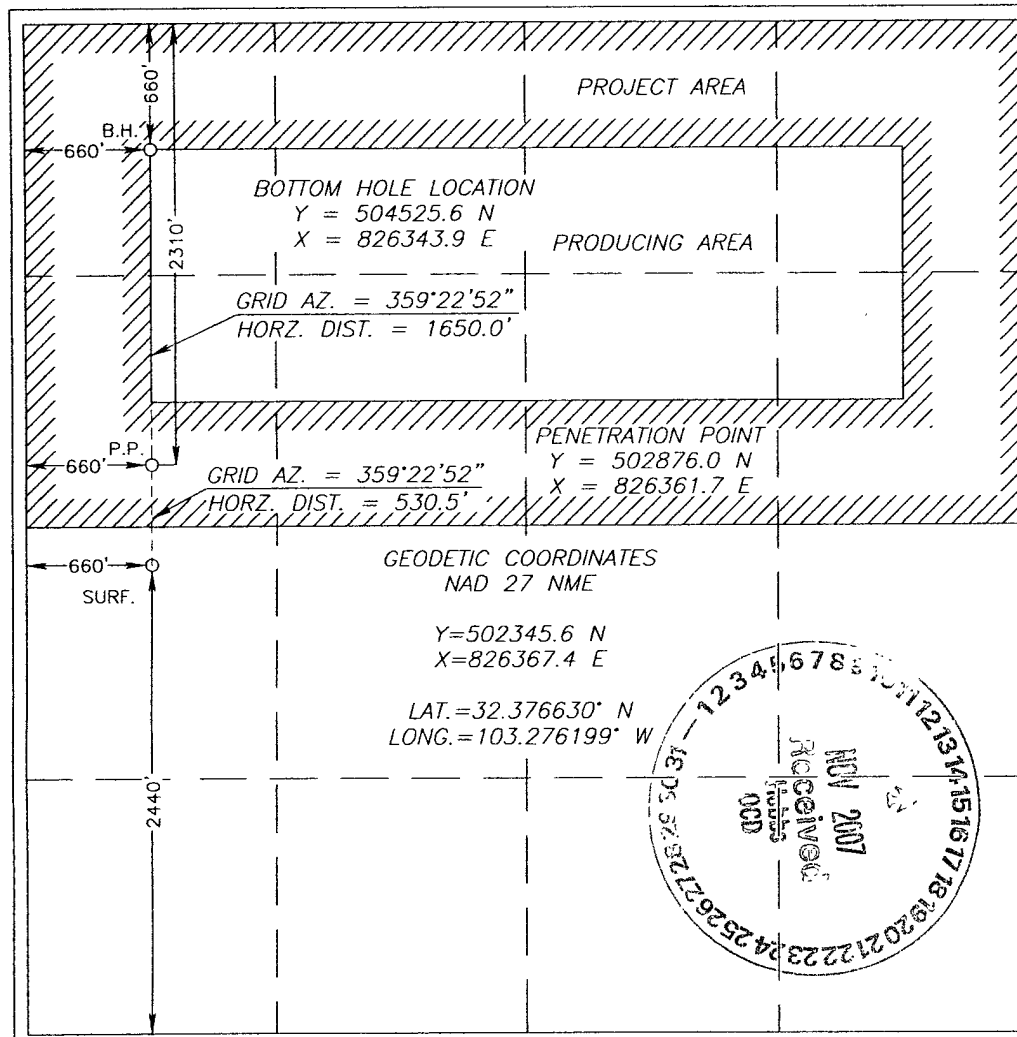 660'
PROJECT AREA
B.H.
660'
BOTTOM HOLE LOCATION
Y = 504525.6 N
X = 826343.9 E
2310'
PRODUCING AREA
GRID AZ. = 359°22'52"
HORZ. DIST. = 1650.0'
PENETRATION POINT
Y = 502876.0 N
X = 826361.7 E
P.P.
660'
GRID AZ. = 359°22'52"
HORZ. DIST. = 530.5'
GEODETIC COORDINATES
NAD 27 NME
660'
SURF.
Y=502345.6 N
X=826367.4 E
LAT.=32.376630° N
LONG.=103.276199° W
2440'
NOV 2007
Received
Hobbs
OCD